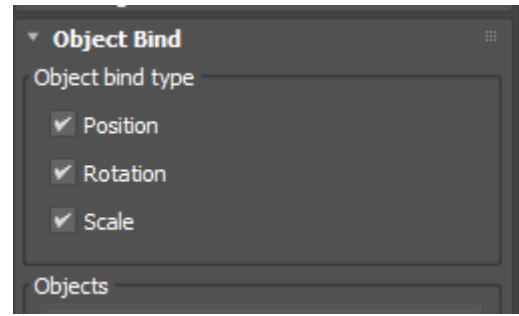 Object Bind
Object bind type
Position
Rotation
Scale
Objects